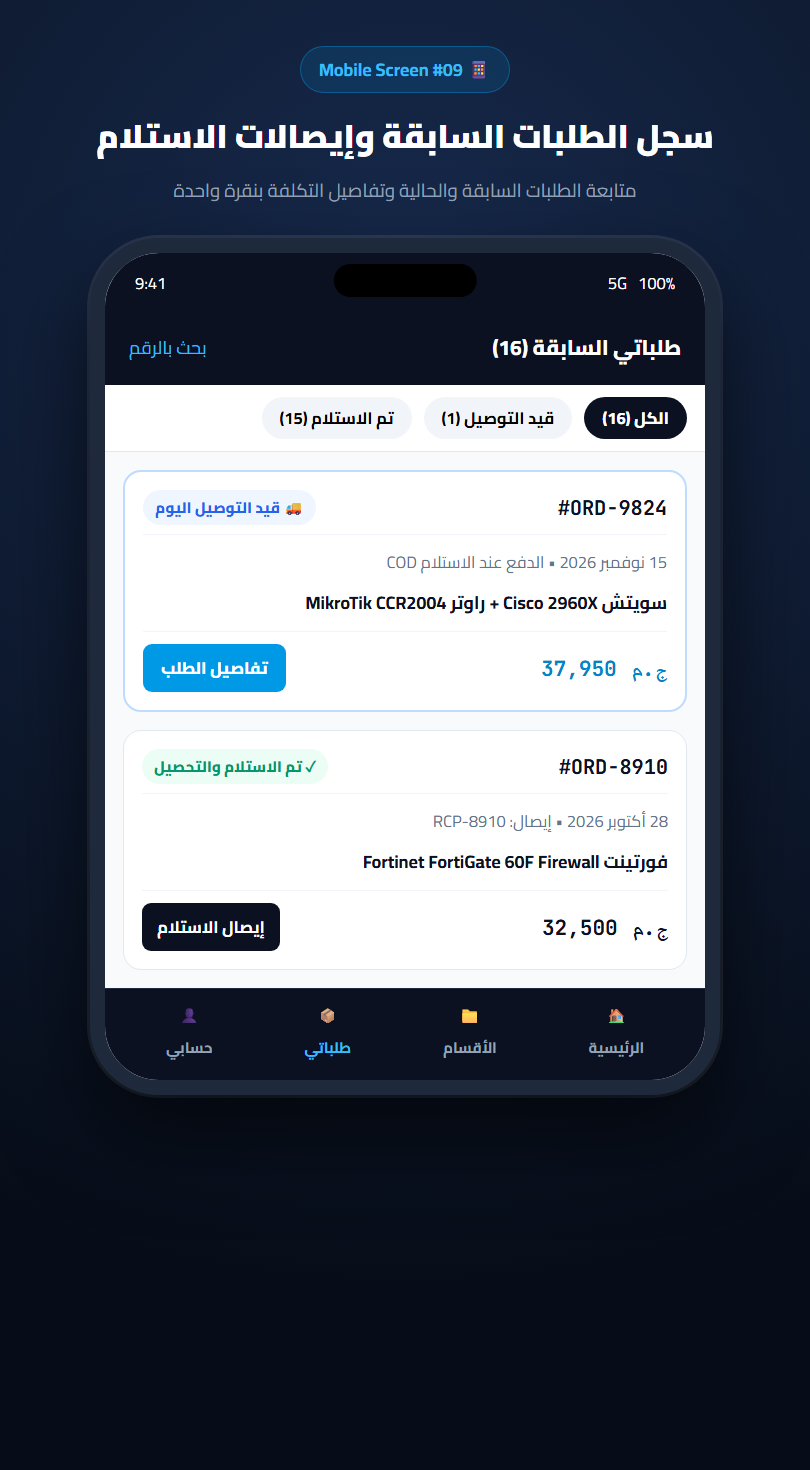 Mobile Screen #09
سجل الطلبات السابقة وإيصالات الاستلام
متابعة الطلبات السابقة والحالية وتفاصيل التكلفة بنقرة واحدة
9:41 5G 100%
طلباتي السابقة (16) بحث بالرقم
الكل (16) قيد التوصيل (1) تم الاستلام (15)
#ORD-9824 🚚 قيد التوصيل اليوم
15 نوفمبر 2026 • الدفع عند الاستلام COD
سويتش Cisco 2960X + راوتر MikroTik CCR2004
37,950 ج.م تفاصيل الطلب
#ORD-8910 ✓ تم الاستلام والتحصيل
28 أكتوبر 2026 • إيصال: RCP-8910
فورتينت Fortinet FortiGate 60F Firewall
32,500 ج.م إيصال الاستلام
الرئيسية الأقسام طلباتي حسابي